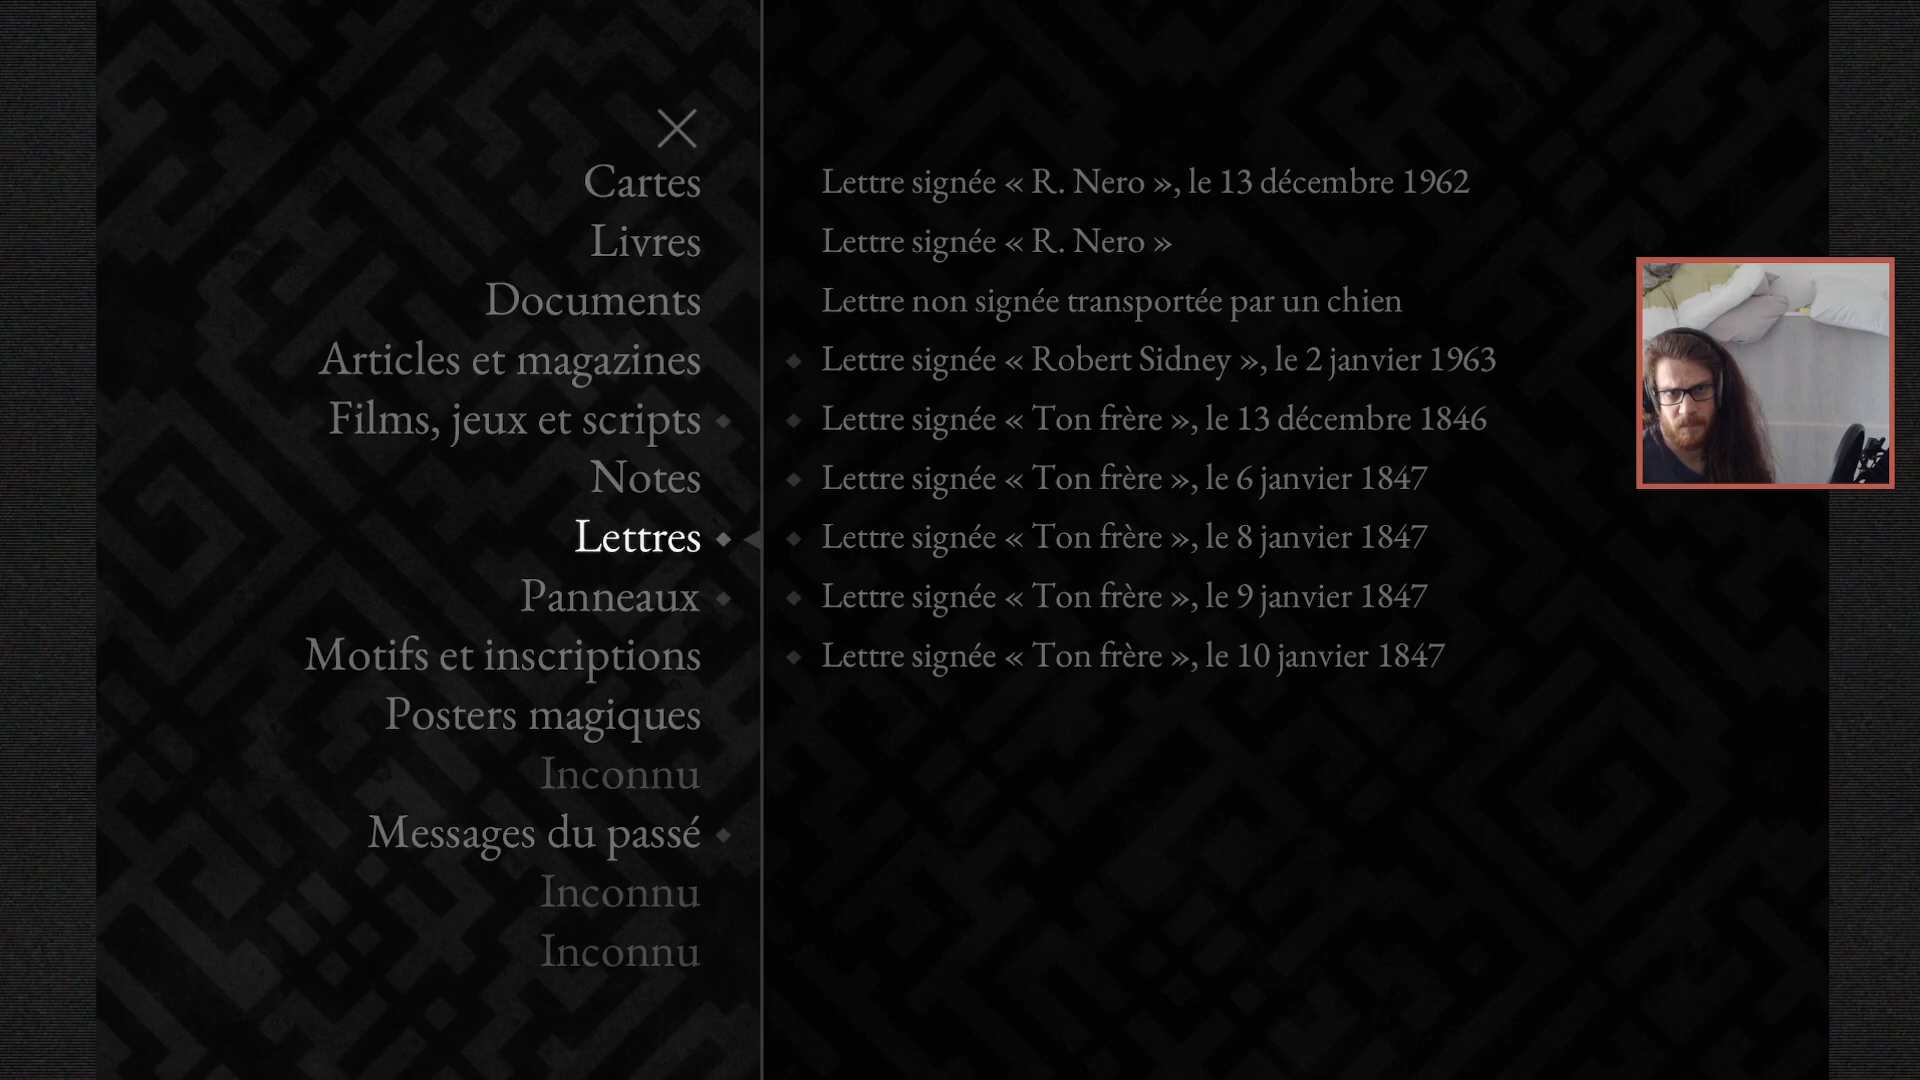 Cartes
Livres
Documents
Articles et magazines
Films, jeux et scripts
Notes
Lettres
Panneaux
Motifs et inscriptions
Posters magiques
Inconnu
Messages du passé
Inconnu
Inconnu
Lettre signée « R. Nero », le 13 décembre 1962
Lettre signée « R. Nero »
Lettre non signée transportée par un chien
Lettre signée « Robert Sidney », le 2 janvier 1963
Lettre signée « Ton frère », le 13 décembre 1846
Lettre signée « Ton frère », le 6 janvier 1847
Lettre signée « Ton frère », le 8 janvier 1847
Lettre signée « Ton frère », le 9 janvier 1847
Lettre signée « Ton frère », le 10 janvier 1847